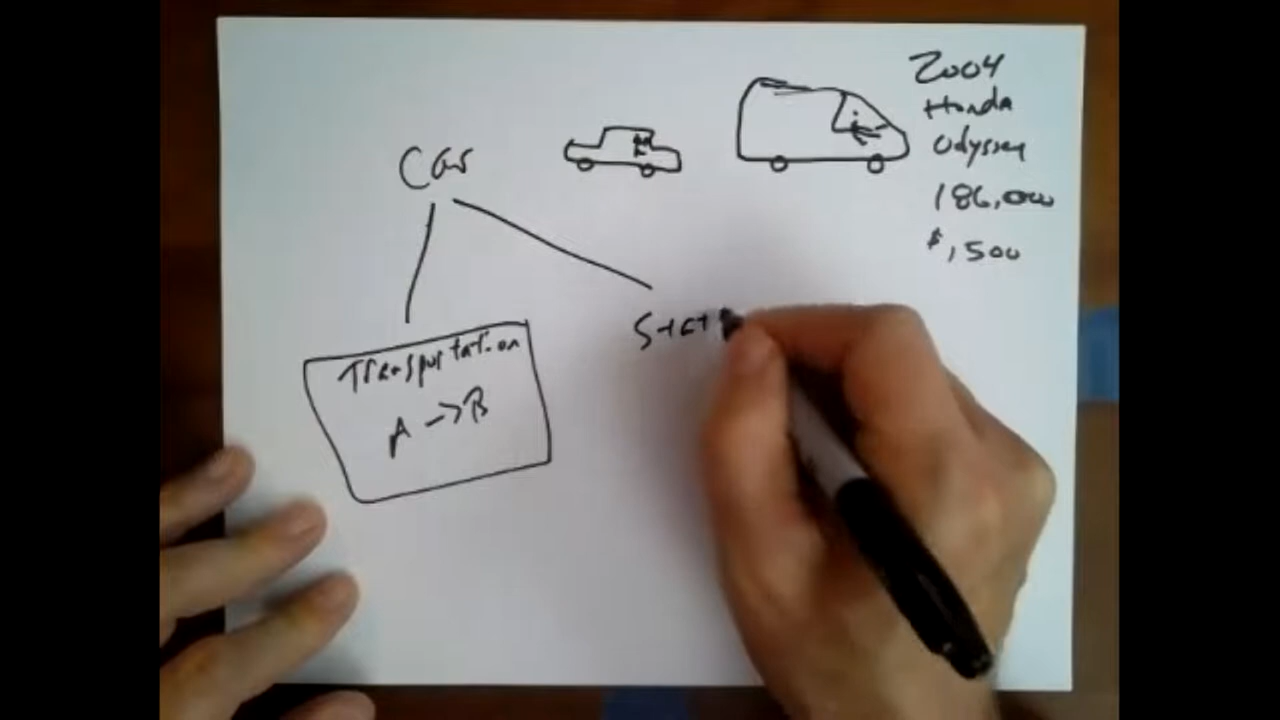 2004
Honda
Odyssey
186,000
$1,500
Car
Transportation
A -> B